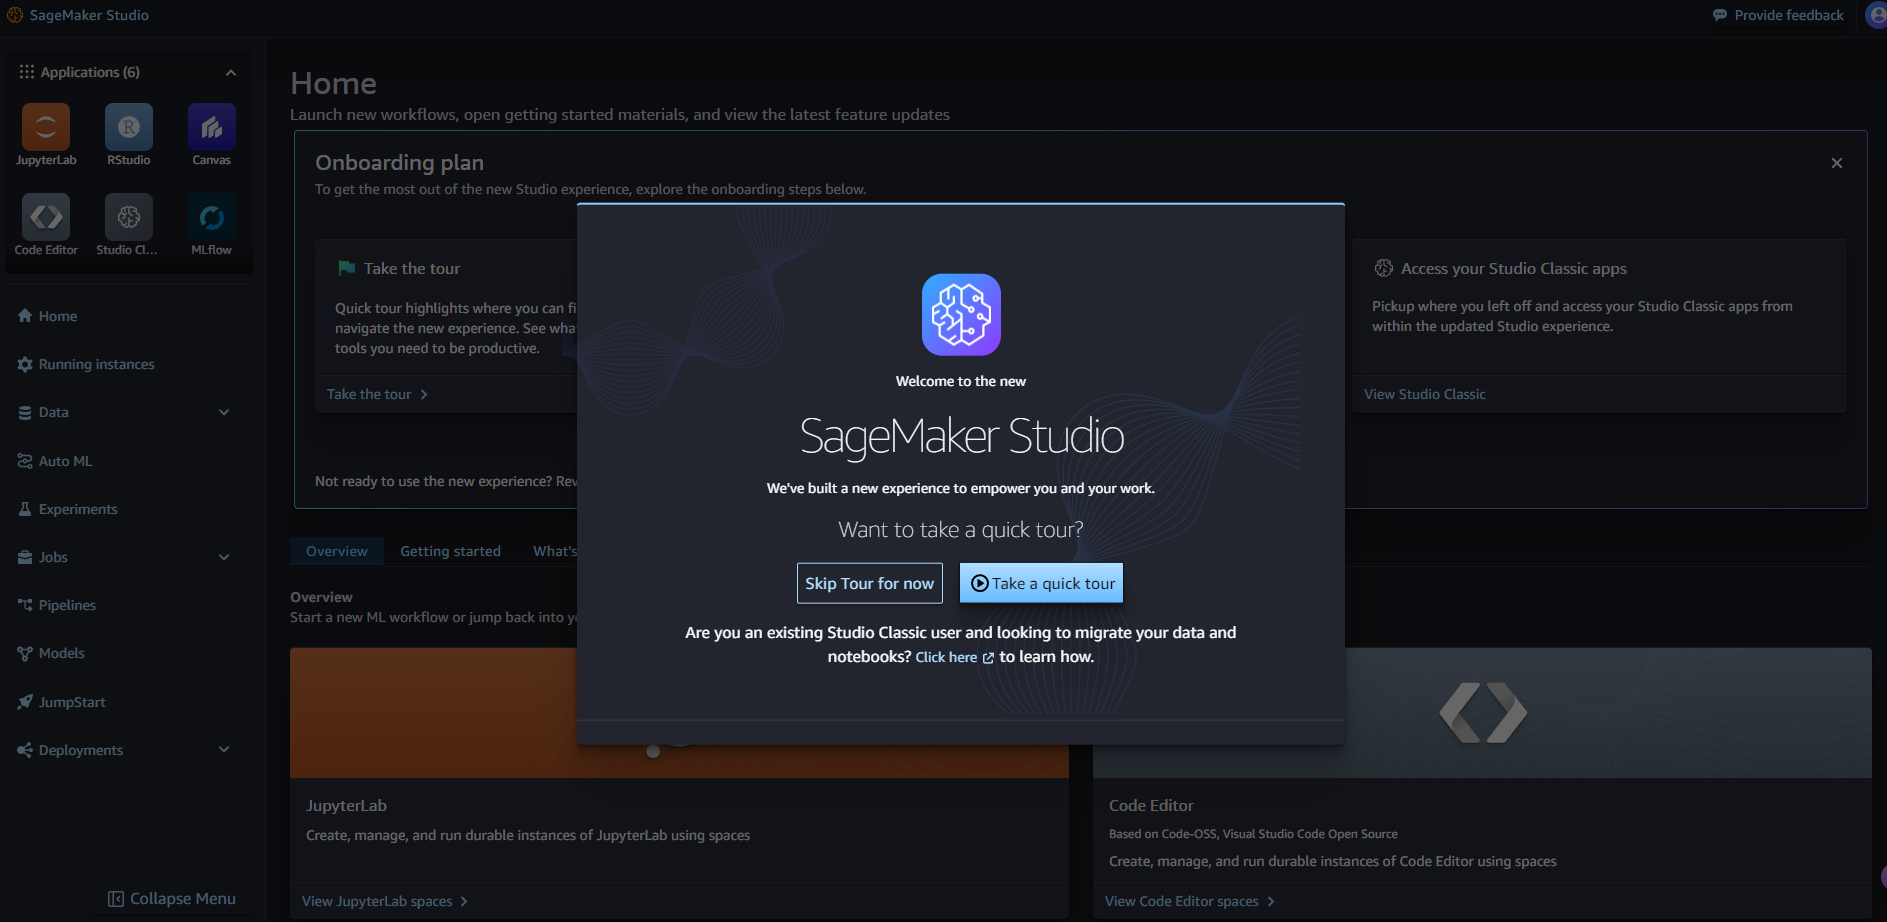 SageMaker Studio
Provide feedback
Applications (6)
JupyterLab
RStudio
Canvas
Code Editor
Studio Cl...
MLflow
Home
Running instances
Data
Auto ML
Experiments
Jobs
Pipelines
Models
JumpStart
Deployments
Collapse Menu
Home
Launch new workflows, open getting started materials, and view the latest feature updates
Onboarding plan
To get the most out of the new Studio experience, explore the onboarding steps below.
Take the tour
Quick tour highlights where you can fi
navigate the new experience. See wha
tools you need to be productive.
Take the tour
Access your Studio Classic apps
Pickup where you left off and access your Studio Classic apps from
within the updated Studio experience.
View Studio Classic
Not ready to use the new experience? Rev
Welcome to the new
SageMaker Studio
We've built a new experience to empower you and your work.
Want to take a quick tour?
Skip Tour for now
Take a quick tour
Are you an existing Studio Classic user and looking to migrate your data and
notebooks? Click here to learn how.
Overview
Getting started
What's
Overview
Start a new ML workflow or jump back into y
JupyterLab
Create, manage, and run durable instances of JupyterLab using spaces
View JupyterLab spaces
Code Editor
Based on Code-OSS, Visual Studio Code Open Source
Create, manage, and run durable instances of Code Editor using spaces
View Code Editor spaces